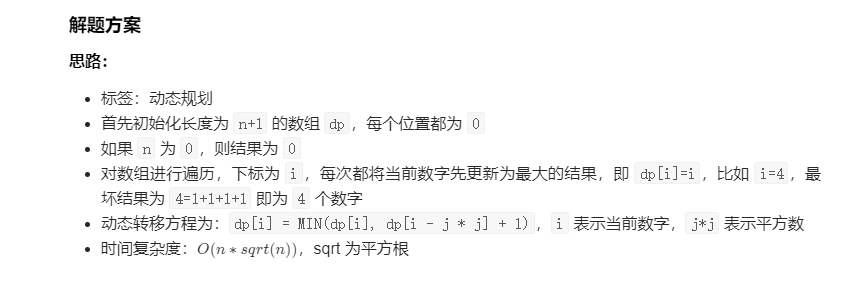 解题方案
思路：
• 标签：动态规划
• 首先初始化长度为 n+1 的数组 dp，每个位置都为 0
• 如果 n 为 0，则结果为 0
• 对数组进行遍历，下标为 i，每次都将当前数字先更新为最大的结果，即 dp[i]=i，比如 i=4，最
坏结果为 4=1+1+1+1 即为 4 个数字
• 动态转移方程为：dp[i] = MIN(dp[i], dp[i - j * j] + 1)，i 表示当前数字，j*j 表示平方数
• 时间复杂度：O(n * sqrt(n))，sqrt 为平方根